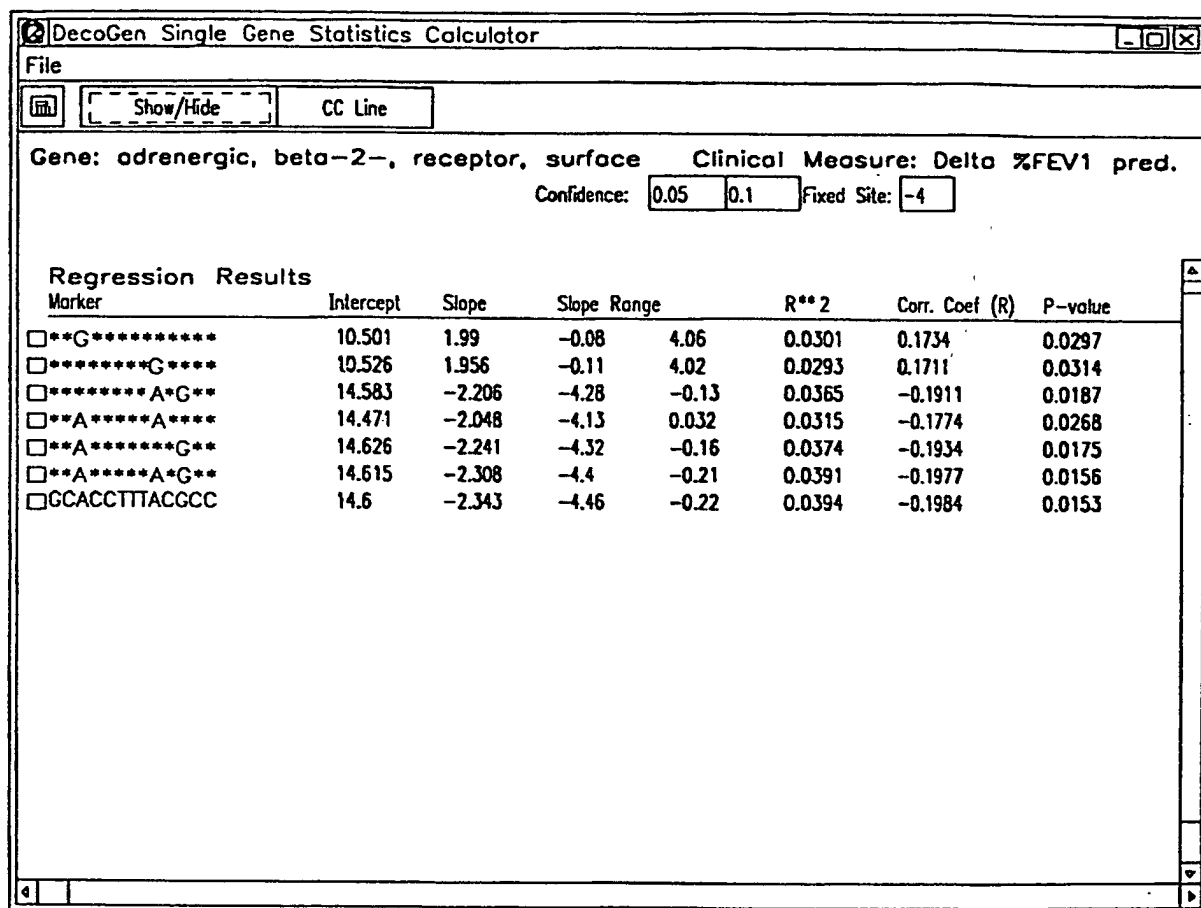 DecoGen Single Gene Statistics Calculator
File
Show/Hide CC Line
Gene: adrenergic, beta-2-, receptor, surface Clinical Measure: Delta %FEV1 pred.
Confidence: 0.05 0.1 Fixed Site: -4
Regression Results
Marker Intercept Slope Slope Range R**2 Corr. Coef (R) P-value
**G********** 10.501 1.99 -0.08 4.06 0.0301 0.1734 0.0297
********G**** 10.526 1.956 -0.11 4.02 0.0293 0.1711 0.0314
********A*G** 14.583 -2.206 -4.28 -0.13 0.0365 -0.1911 0.0187
**A*****A**** 14.471 -2.048 -4.13 0.032 0.0315 -0.1774 0.0268
**A*******G** 14.626 -2.241 -4.32 -0.16 0.0374 -0.1934 0.0175
**A*****A*G** 14.615 -2.308 -4.4 -0.21 0.0391 -0.1977 0.0156
GCACCTTTACGCC 14.6 -2.343 -4.46 -0.22 0.0394 -0.1984 0.0153